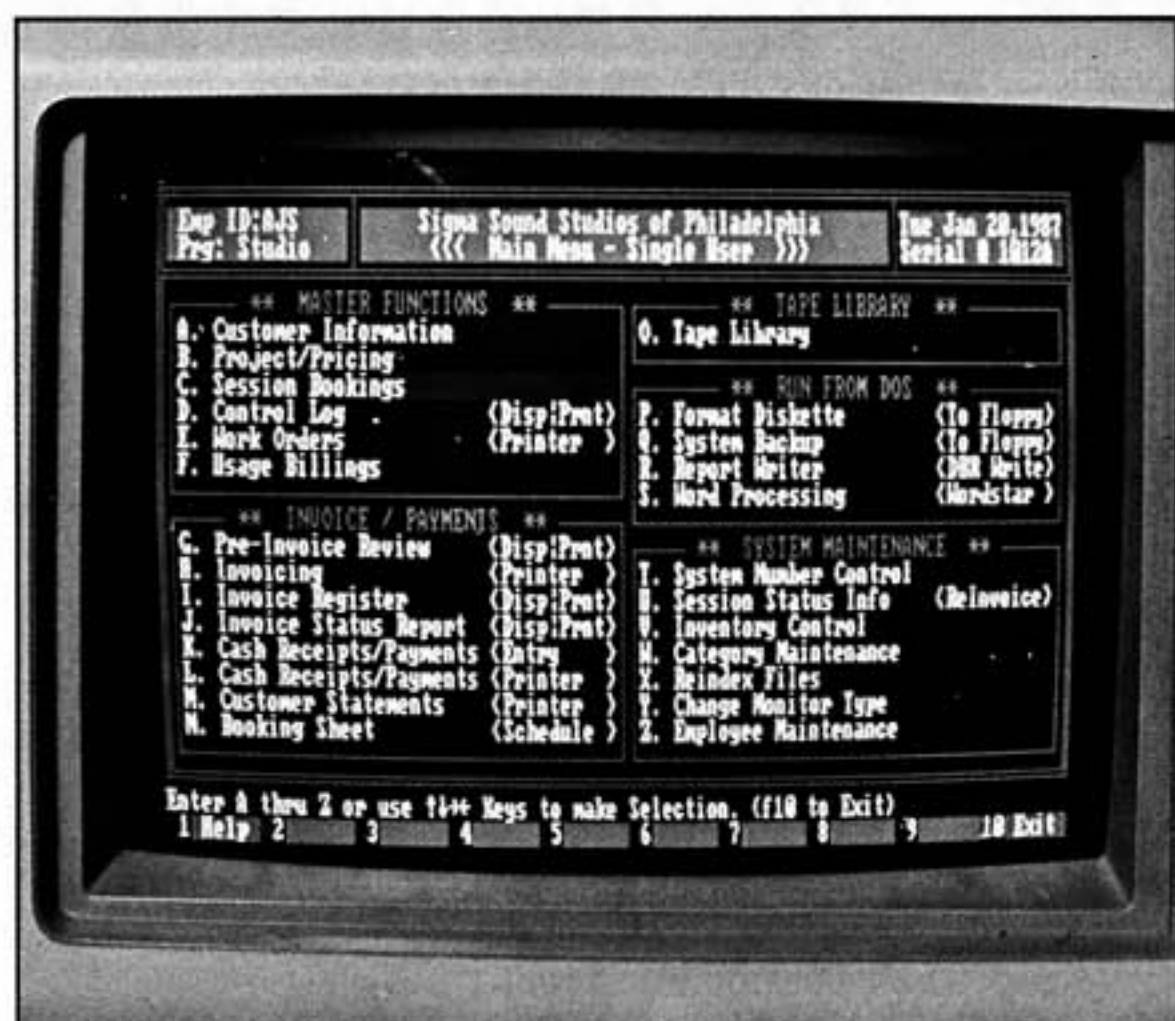 Emp ID:AJS
Prg: Studio
Sigma Sound Studios of Philadelphia
<<< Main Menu - Single User >>>
Tue Jan 20,1987
Serial # 1012A
** MASTER FUNCTIONS **
A. Customer Information
B. Project/Pricing
C. Session Bookings
D. Control Log <Disp:Prnt>
E. Work Orders <Printer >
F. Usage Billings
** INVOICE / PAYMENTS **
G. Pre-Invoice Review <Disp:Prnt>
H. Invoicing <Printer >
I. Invoice Register <Disp:Prnt>
J. Invoice Status Report <Disp:Prnt>
K. Cash Receipts/Payments <Entry >
L. Cash Receipts/Payments <Printer >
M. Customer Statements <Printer >
N. Booking Sheet <Schedule >
** TAPE LIBRARY **
O. Tape Library
** RUN FROM DOS **
P. Format Diskette <To Floppy>
Q. System Backup <To Floppy>
R. Report Writer <DBR Write>
S. Word Processing <Wordstar >
** SYSTEM MAINTENANCE **
T. System Number Control
U. Session Status Info <ReInvoice>
V. Inventory Control
W. Category Maintenance
X. Reindex Files
Y. Change Monitor Type
Z. Employee Maintenance
Enter A thru Z or use ↑↓←→ Keys to make Selection. (f10 to Exit)
1 Help 2 3 4 5 6 7 8 9 10 Exit